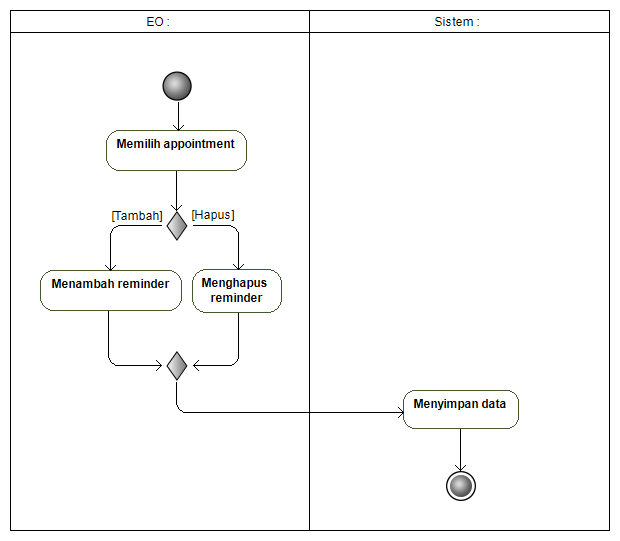 EO :
Sistem :
Memilih appointment
[Tambah]
[Hapus]
Menambah reminder
Menghapus
reminder
Menyimpan data